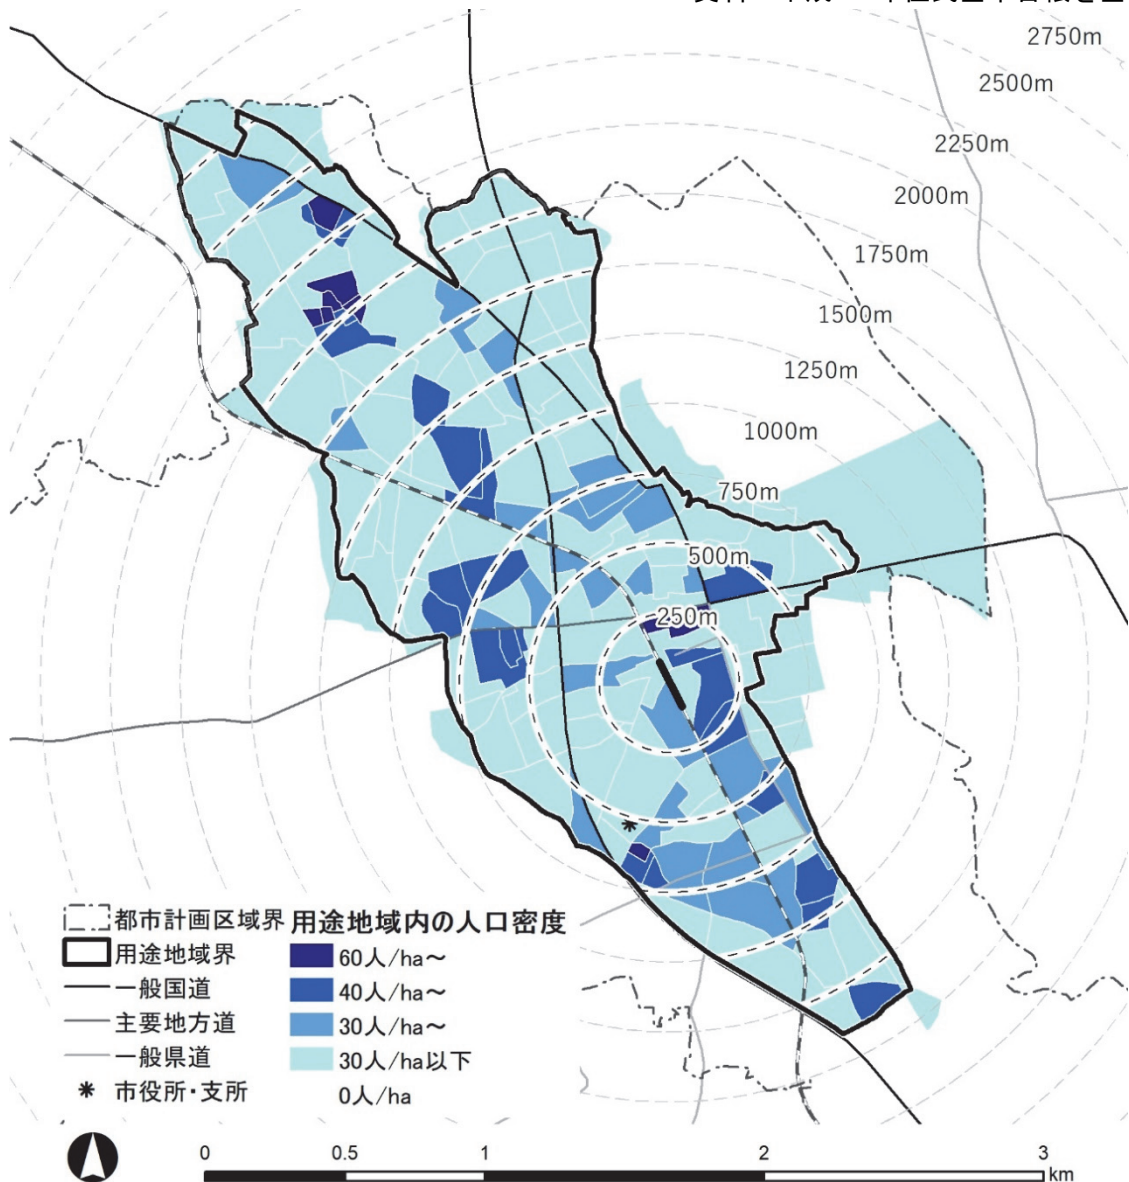 2750m
2500m
2250m
2000m
1750m
1500m
1250m
1000m
750m
500m
250m
都市計画区域界
用途地域界
一般国道
主要地方道
一般県道
市役所・支所
用途地域内の人口密度
60人/ha～
40人/ha～
30人/ha～
30人/ha以下
0人/ha
0 0.5 1 2 3
km